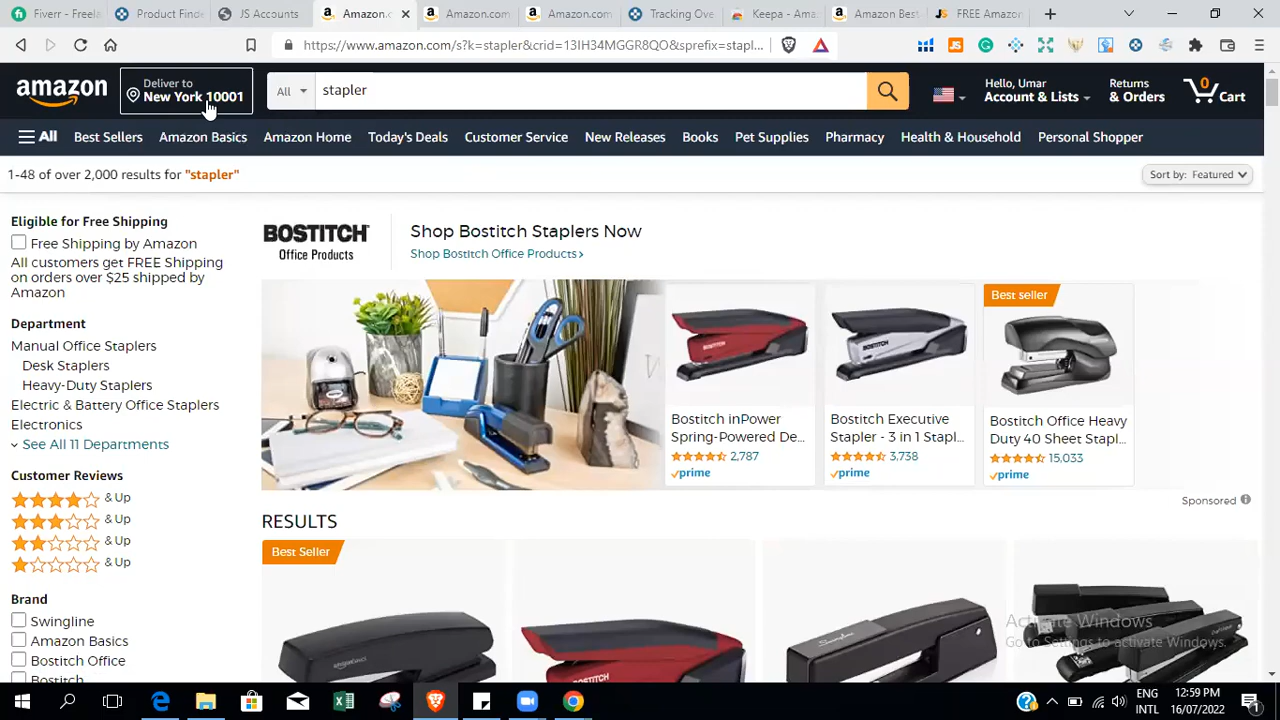 Fiverr - Freela
Product Finde
JS Accounts
Amazon.c
Amazon.com
Amazon.com
Tracking Ove
Keepa - Amaz
Amazon Best
FREE Amazon
https://www.amazon.com/s?k=stapler&crid=13IH34MGGR8QO&sprefix=stapl...
amazon
Deliver to
New York 10001
All
stapler
Hello, Umar
Account & Lists
Returns
& Orders
0
Cart
All
Best Sellers
Amazon Basics
Amazon Home
Today's Deals
Customer Service
New Releases
Books
Pet Supplies
Pharmacy
Health & Household
Personal Shopper
1-48 of over 2,000 results for "stapler"
Sort by: Featured
Eligible for Free Shipping
Free Shipping by Amazon
All customers get FREE Shipping
on orders over $25 shipped by
Amazon
Department
Manual Office Staplers
Desk Staplers
Heavy-Duty Staplers
Electric & Battery Office Staplers
Electronics
See All 11 Departments
Customer Reviews
& Up
& Up
& Up
& Up
Brand
Swingline
Amazon Basics
Bostitch Office
Bostitch
BOSTITCH
Office Products
Shop Bostitch Staplers Now
Shop Bostitch Office Products
Bostitch inPower
Spring-Powered De...
2,787
prime
Bostitch Executive
Stapler - 3 in 1 Stapl...
3,738
prime
Best seller
Bostitch Office Heavy
Duty 40 Sheet Stapl...
15,033
prime
Sponsored
RESULTS
Best Seller
Activate Windows
Go to Settings to activate Windows.
ENG
INTL
12:59 PM
16/07/2022